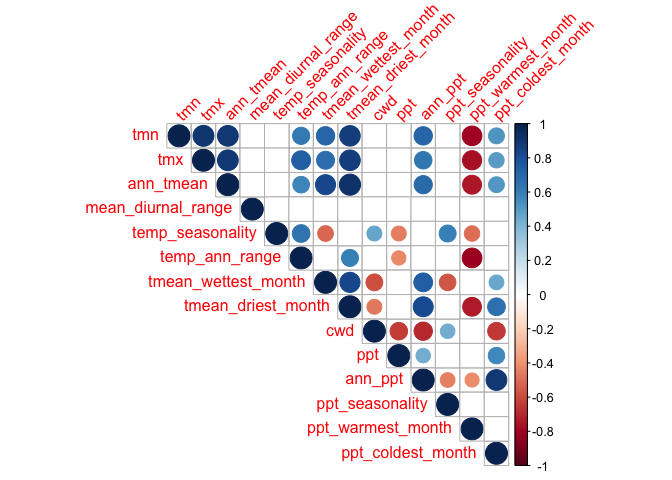 tmn
tmx
ann_tmean
mean_diurnal_range
temp_seasonality
temp_ann_range
tmean_wettest_month
tmean_driest_month
cwd
ppt
ann_ppt
ppt_seasonality
ppt_warmest_month
ppt_coldest_month
tmn
tmx
ann_tmean
mean_diurnal_range
temp_seasonality
temp_ann_range
tmean_wettest_month
tmean_driest_month
cwd
ppt
ann_ppt
ppt_seasonality
ppt_warmest_month
ppt_coldest_month
1
0.8
0.6
0.4
0.2
0
-0.2
-0.4
-0.6
-0.8
-1